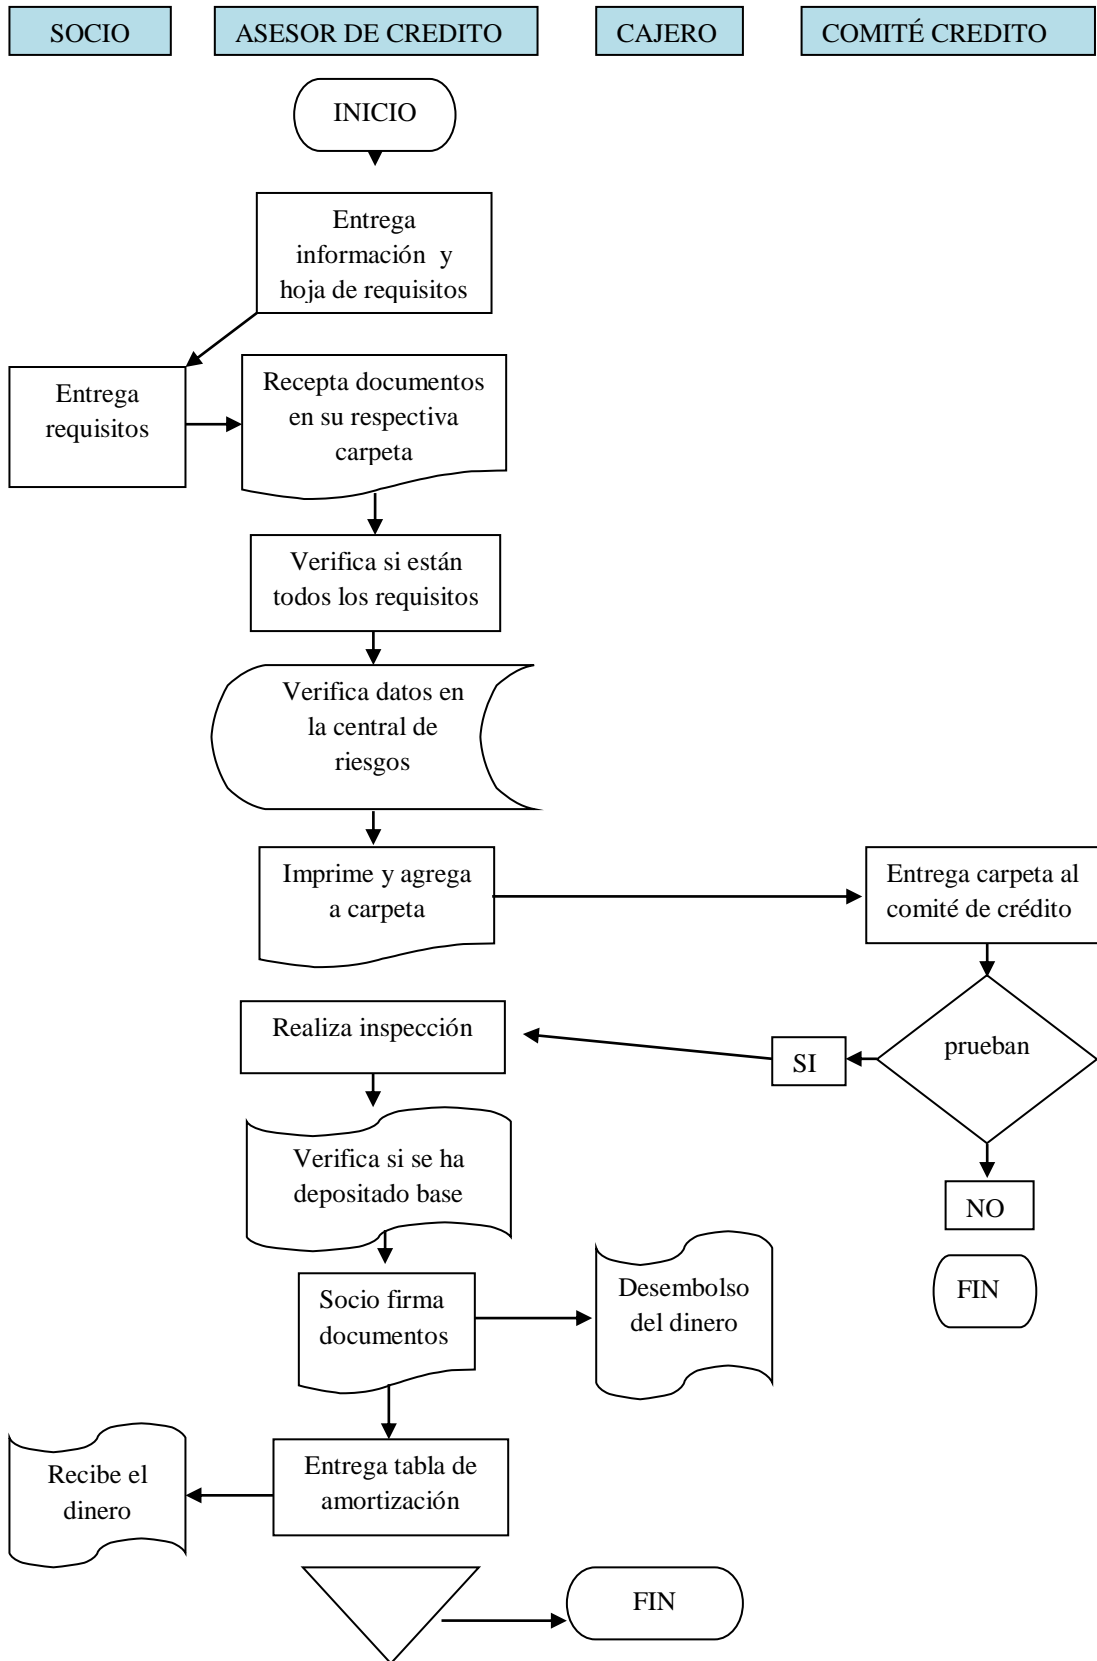 SOCIO
ASESOR DE CREDITO
CAJERO
COMITÉ CREDITO
INICIO
Entrega
información y
hoja de requisitos
Entrega
requisitos
Recepta documentos
en su respectiva
carpeta
Verifica si están
todos los requisitos
Verifica datos en
la central de
riesgos
Imprime y agrega
a carpeta
Entrega carpeta al
comité de crédito
Realiza inspección
SI
prueban
Verifica si se ha
depositado base
NO
FIN
Socio firma
documentos
Desembolso
del dinero
Entrega tabla de
amortización
Recibe el
dinero
FIN